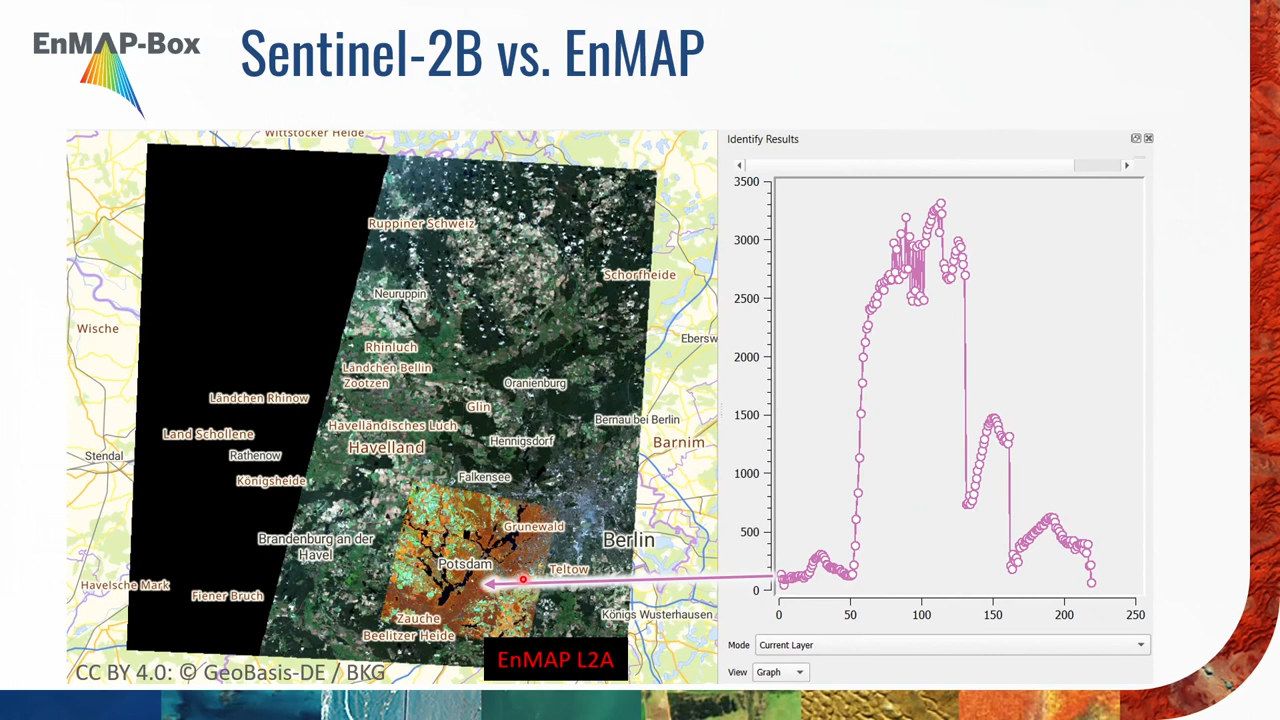 EnMAP-Box
Sentinel-2B vs. EnMAP
Wittstocker Heide
Ruppiner Schweiz
Schorfheide
Neuruppin
Wische
Ebersw
Rhinluch
Ländchen Bellin
Zootzen
Oranienburg
Ländchen Rhinow
Glin
Bernau bei Berlin
Havelländisches Luch
Land Schollene
Hennigsdorf
Barnim
Havelland
Stendal
Rathenow
Königsheide
Falkensee
Grunewald
Brandenburg an der
Havel
Berlin
Potsdam
Teltow
Havelsche Mark
Fiener Bruch
Zauche
Königs Wusterhausen
Beelitzer Heide
EnMAP L2A
CC BY 4.0: © GeoBasis-DE / BKG
Identify Results
3500
3000
2500
2000
1500
1000
500
0
0 50 100 150 200 250
Mode Current Layer
View Graph